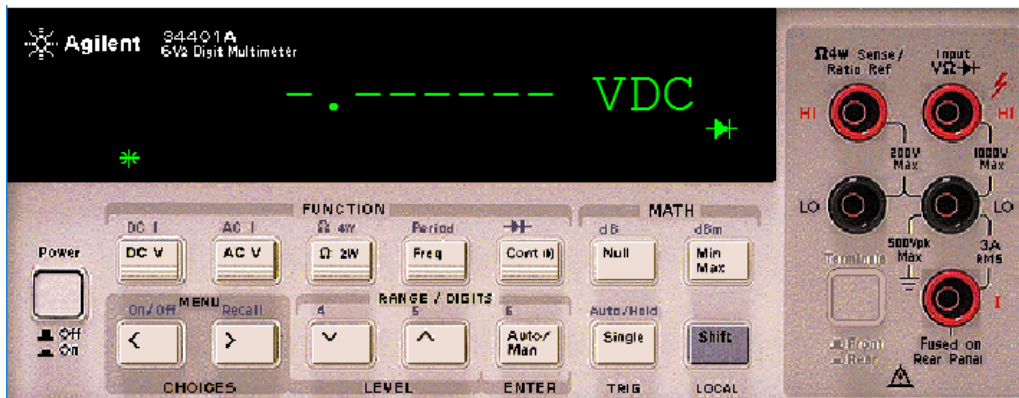 Agilent 34401A
6½ Digit Multimeter
-.------ VDC
Ω4W Sense/
Ratio Ref
Input
VΩ
HI HI
200V
Max
1000V
Max
LO LO
500Vpk
Max
3A
RMS
I
Fused on
Rear Panel
Terminals
Front
Rear
FUNCTION
MATH
DC I AC I Ω 4W Period dB dBm
Power
DC V AC V Ω 2W Freq Cont Null Min
Max
Off
On
MENU
RANGE / DIGITS
On/Off Recall 4 5 6 Auto/Hold
< > Auto/
Man
Single Shift
CHOICES LEVEL ENTER TRIG LOCAL